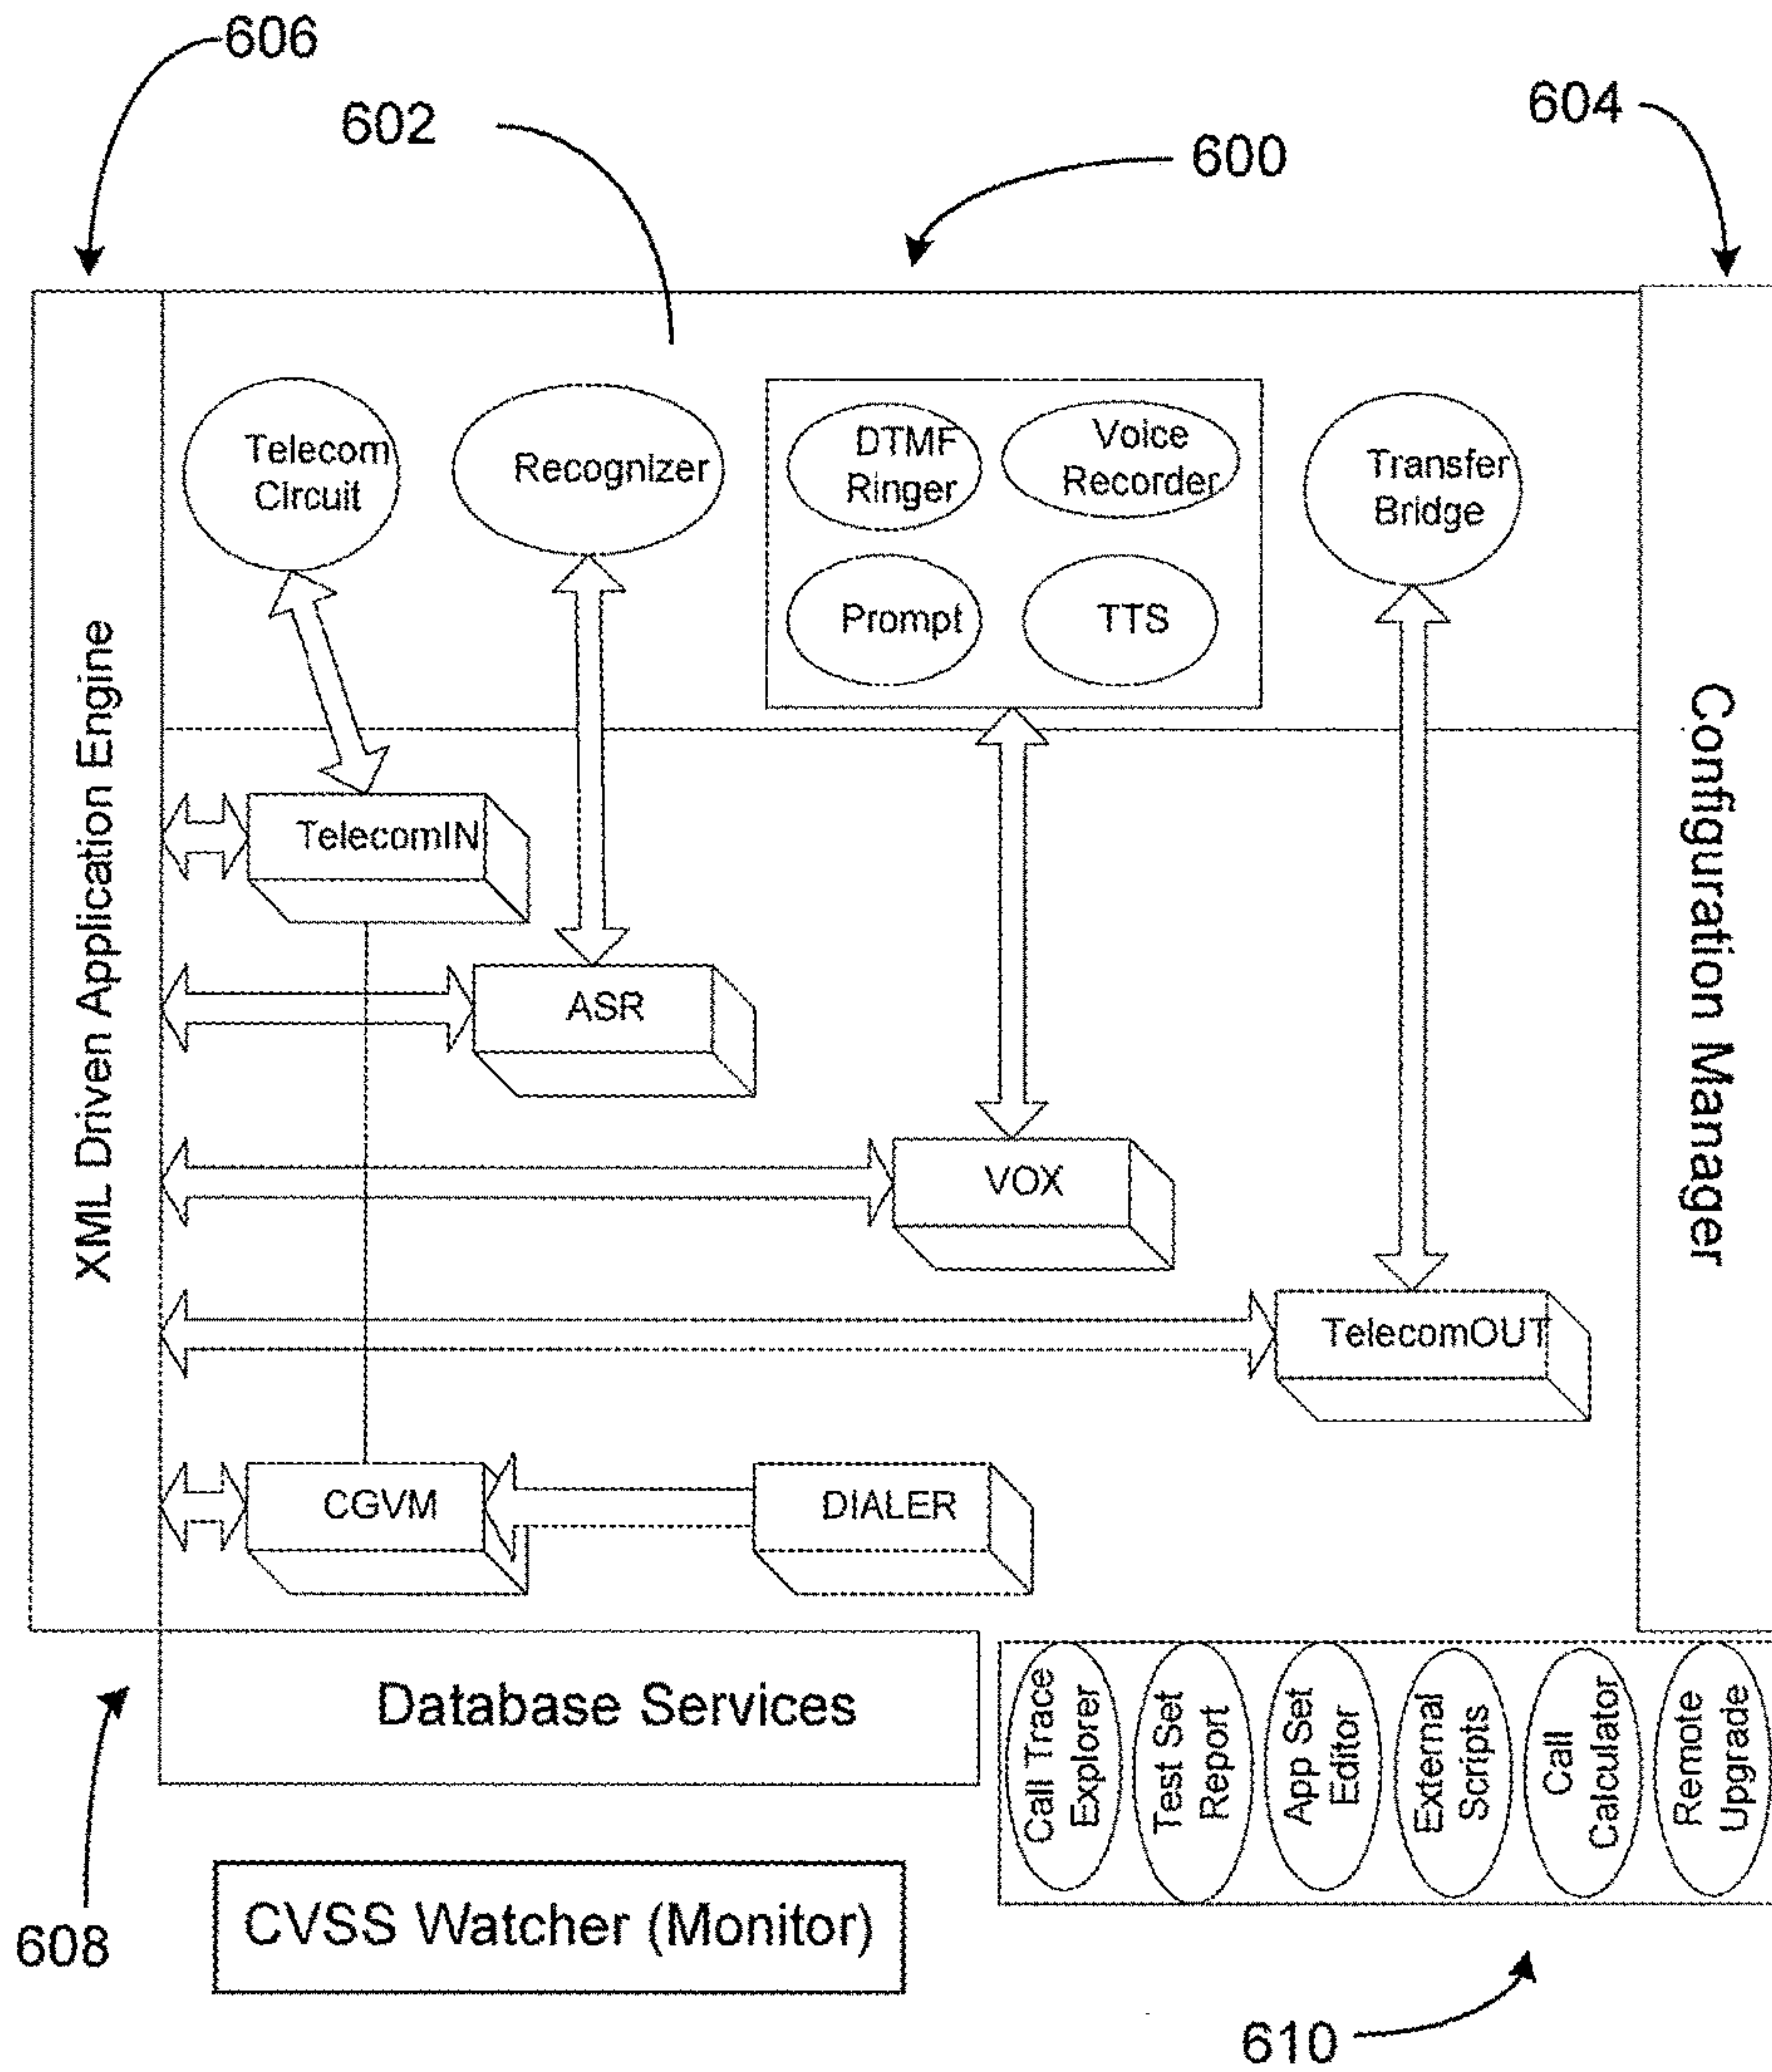 606
602
604
600
Telecom
Circuit
Recognizer
DTMF
Ringer
Voice
Recorder
Transfer
Bridge
Prompt
TTS
XML Driven Application Engine
Configuration Manager
TelecomIN
ASR
VOX
TelecomOUT
CGVM
DIALER
Database Services
Call Trace
Explorer
Test Set
Report
App Set
Editor
External
Scripts
Call
Calculator
Remote
Upgrade
CVSS Watcher (Monitor)
608
610